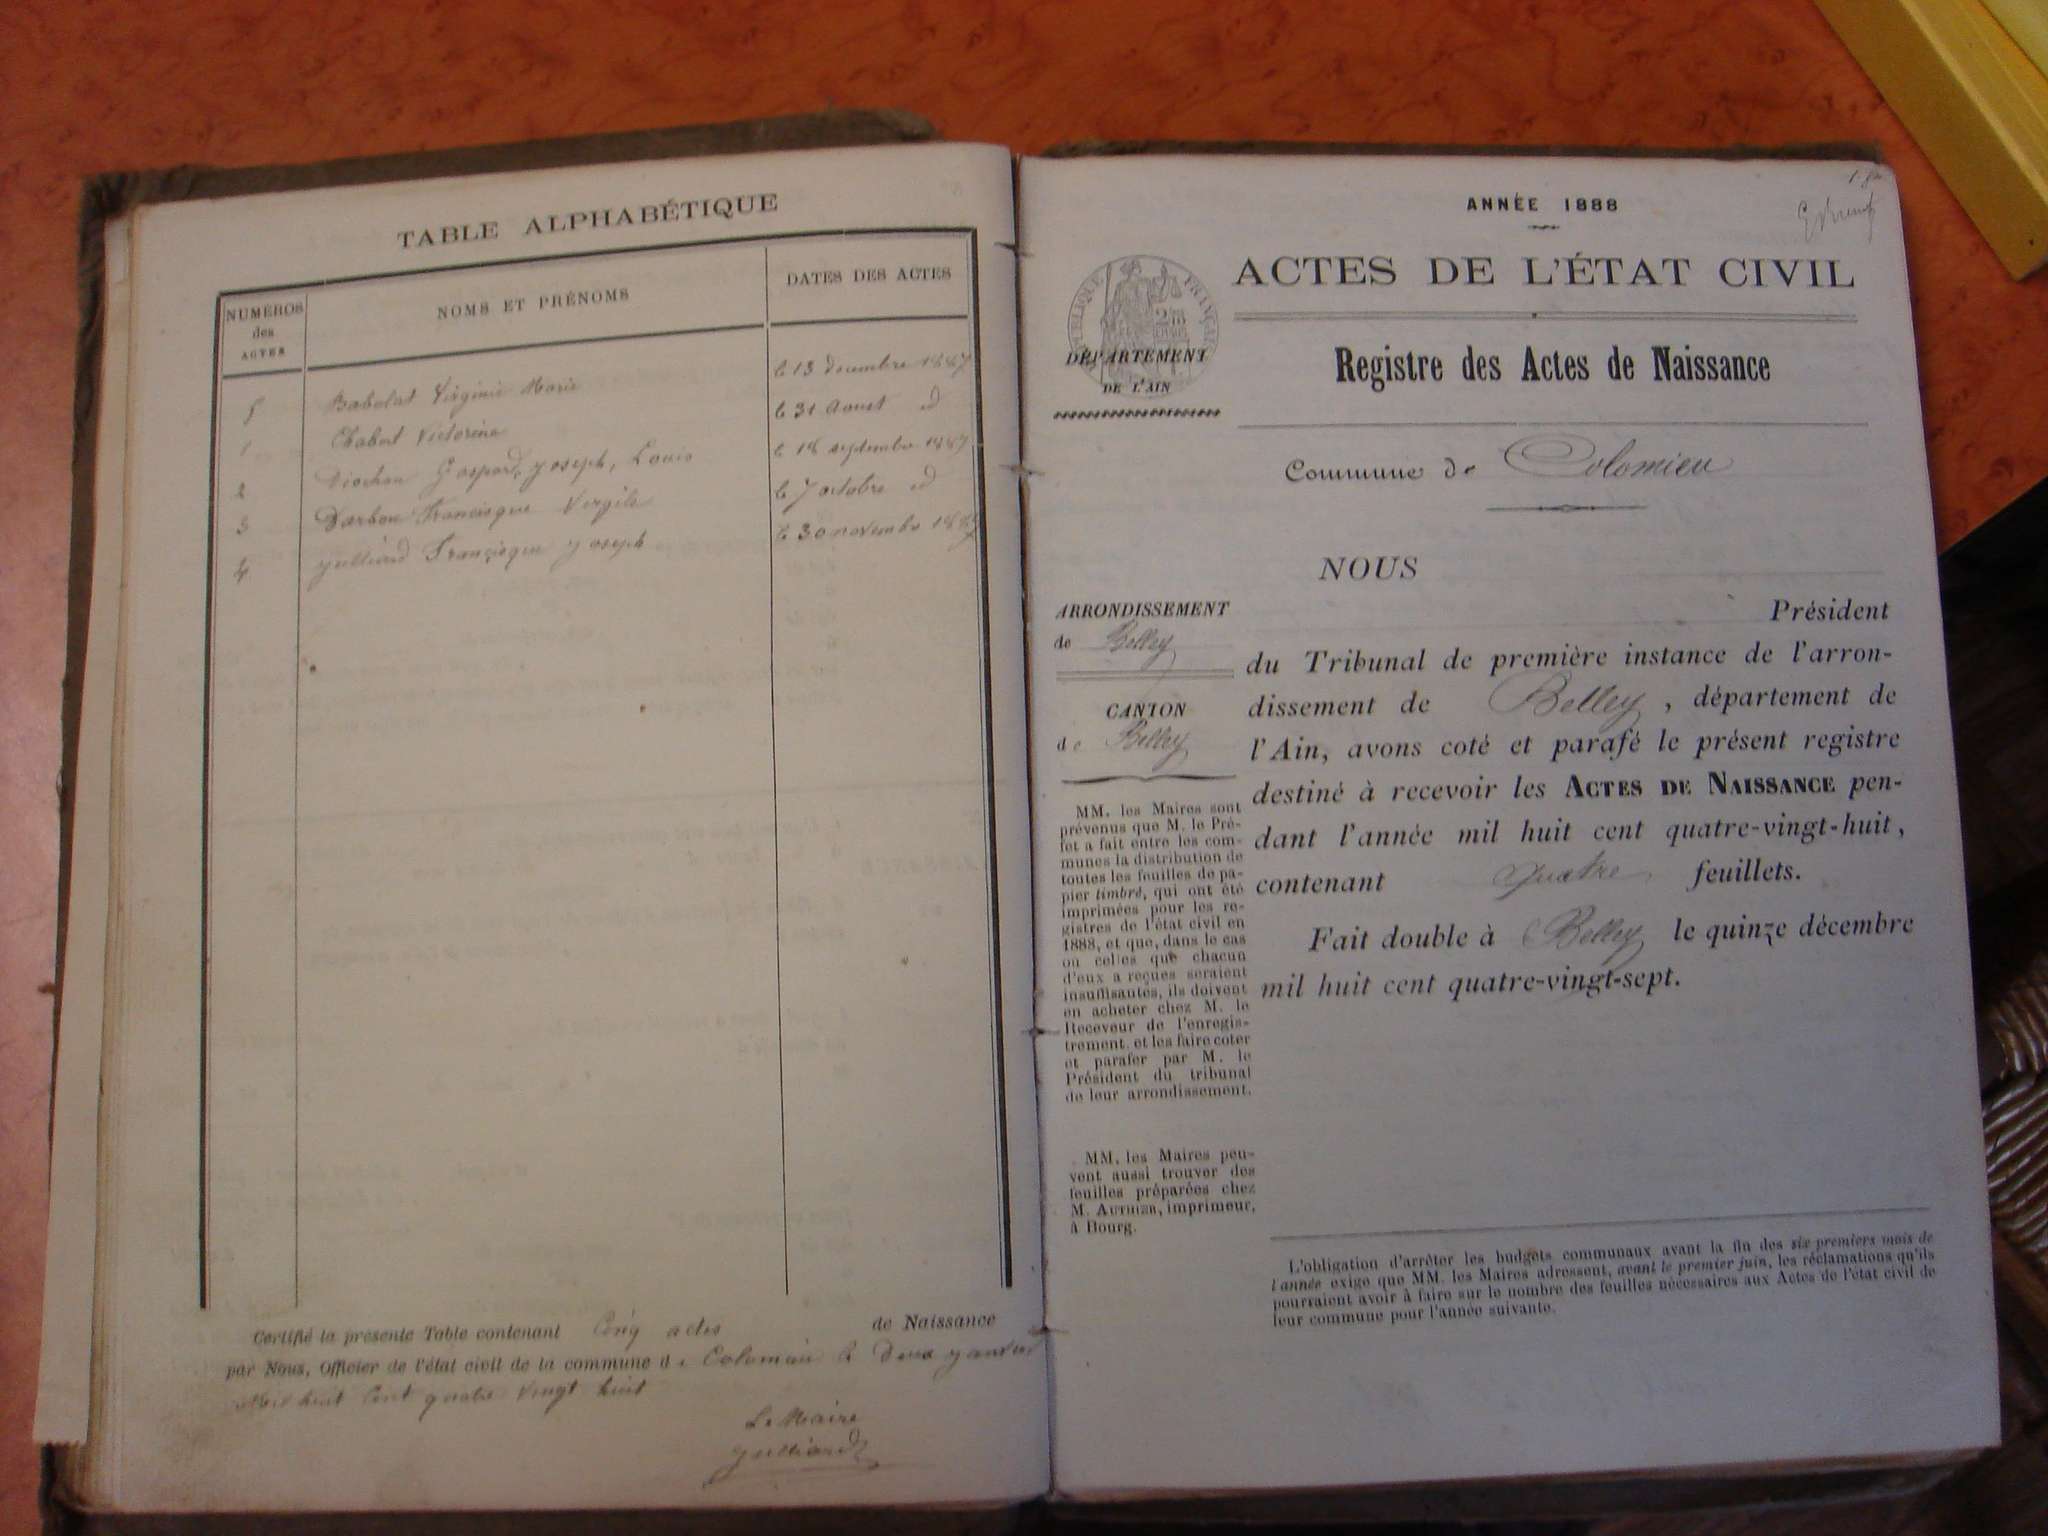 TABLE ALPHABÉTIQUE
NUMÉROS
des
ACTES
NOMS ET PRÉNOMS
DATES DES ACTES
5 Babolat Virginie Marie le 13 decembre 1887
1 Chabert Victorine le 31 Aout id
2 Diochon Gaspard, Joseph, Louis le 18 septembre 1887
3 Darbon Francisque Virgile le 7 octobre id
4 Julliard Françisque Joseph le 30 novembre 1887
Certifié la présente Table contenant Cinq actes de Naissance
par Nous, Officier de l'état civil de la commune de Colomieu le Deux janvier
Mil huit Cent quatre vingt huit
Le Maire
Julliard
ANNÉE 1888
ACTES DE L'ÉTAT CIVIL
RÉPUBLIQUE FRANÇAISE
DÉPARTEMENT
DE L'AIN
Registre des Actes de Naissance
Commune de Colomieu
NOUS
Président
du Tribunal de première instance de l'arron-
dissement de Belley, département de
l'Ain, avons coté et parafé le présent registre
destiné à recevoir les ACTES DE NAISSANCE pen-
dant l'année mil huit cent quatre-vingt-huit,
contenant quatre feuillets.
Fait double à Belley le quinze décembre
mil huit cent quatre-vingt-sept.
ARRONDISSEMENT
de Belley
CANTON
de Belley
MM. les Maires sont
prévenus que M. le Pré-
fet a fait entre les com-
munes la distribution de
toutes les feuilles de pa-
pier timbré, qui ont été
imprimées pour les re-
gistres de l'état civil en
1888, et que, dans le cas
où celles que chacun
d'eux a reçues seraient
insuffisantes, ils doivent
en acheter chez M. le
Receveur de l'enregis-
trement, et les faire coter
et parafer par M. le
Président du tribunal
de leur arrondissement.
MM. les Maires peu-
vent aussi trouver des
feuilles préparées chez
M. AUTHIER, imprimeur,
à Bourg.
L'obligation d'arrêter les budgets communaux avant la fin des six premiers mois de
l'année exige que MM. les Maires adressent, avant le premier juin, les réclamations qu'ils
pourraient avoir à faire sur le nombre des feuilles nécessaires aux Actes de l'état civil de
leur commune pour l'année suivante.